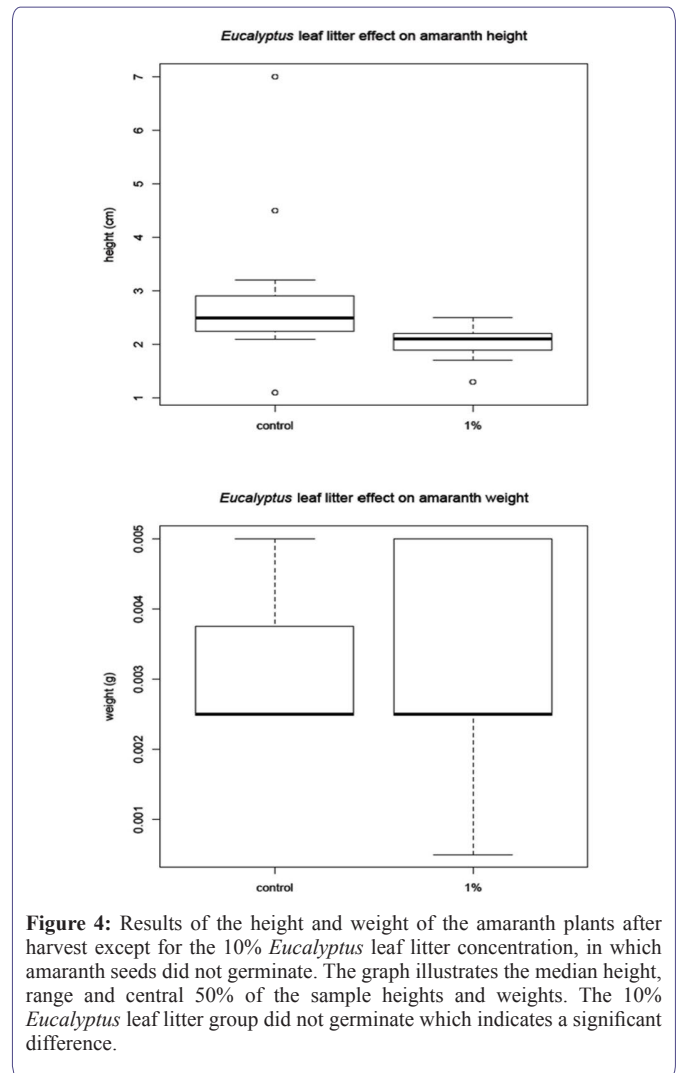 Eucalyptus leaf litter effect on amaranth height
7
6
5
4
3
2
1
height (cm)
control 1%
Eucalyptus leaf litter effect on amaranth weight
0.005
0.004
0.003
0.002
0.001
weight (g)
control 1%
Figure 4: Results of the height and weight of the amaranth plants after
harvest except for the 10% Eucalyptus leaf litter concentration, in which
amaranth seeds did not germinate. The graph illustrates the median height,
range and central 50% of the sample heights and weights. The 10%
Eucalyptus leaf litter group did not germinate which indicates a significant
difference.